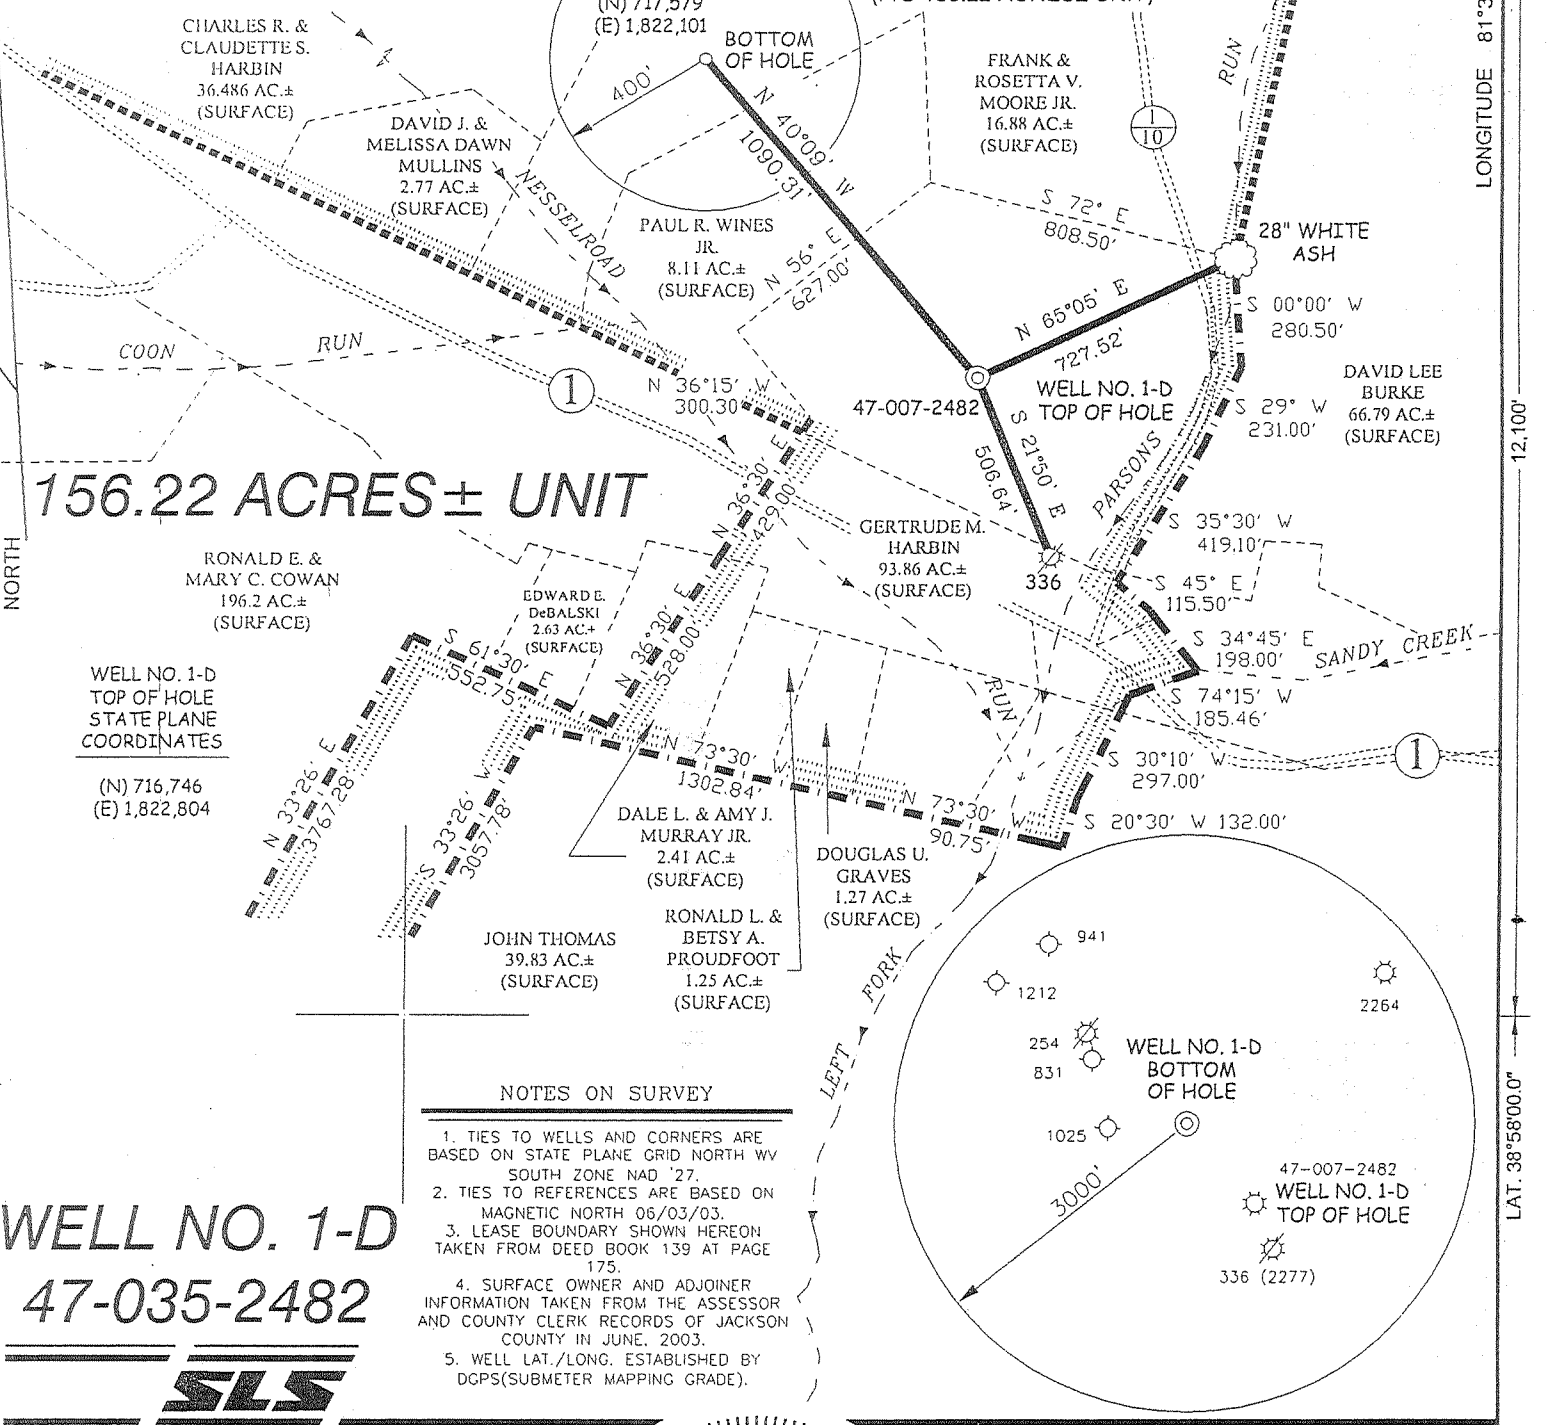 (N) 717,579
(E) 1,822,101
BOTTOM
OF HOLE
400'
CHARLES R. &
CLAUDETTE S.
HARBIN
36.486 AC.±
(SURFACE)
DAVID J. &
MELISSA DAWN
MULLINS
2.77 AC.±
(SURFACE)
NESSELROAD
N 40°09' W
1090.31'
FRANK &
ROSETTA V.
MOORE JR.
16.88 AC.±
(SURFACE)
1
10
RUN
LONGITUDE
PAUL R. WINES
JR.
8.11 AC.±
(SURFACE)
N 56° E
627.00'
S 72° E
808.50'
28" WHITE
ASH
N 65°05' E
727.52'
S 00°00' W
280.50'
COON
RUN
1
N 36°15' W
300.30
47-007-2482
WELL NO. 1-D
TOP OF HOLE
DAVID LEE
BURKE
66.79 AC.±
(SURFACE)
S 29° W
231.00'
12,100'
S 21°50' E
506.64'
PARSONS
156.22 ACRES± UNIT
N 36°30' E
429.00'
GERTRUDE M.
HARBIN
93.86 AC.±
(SURFACE)
336
S 35°30' W
419.10'
NORTH
RONALD E. &
MARY C. COWAN
196.2 AC.±
(SURFACE)
EDWARD E.
DeBALSKI
2.63 AC.+
(SURFACE)
N 36°30' E
528.00'
S 45° E
115.50'
S 61°30' E
552.75'
S 34°45' E
198.00'
SANDY CREEK
S 74°15' W
185.46'
RUN
WELL NO. 1-D
TOP OF HOLE
STATE PLANE
COORDINATES
(N) 716,746
(E) 1,822,804
N 33°26' E
3767.28'
S 33°26' W
3057.78'
N 73°30' W
1302.84'
S 30°10' W
297.00'
1
N 73°30' W
90.75'
S 20°30' W 132.00'
DALE L. & AMY J.
MURRAY JR.
2.41 AC.±
(SURFACE)
DOUGLAS U.
GRAVES
1.27 AC.±
(SURFACE)
JOHN THOMAS
39.83 AC.±
(SURFACE)
RONALD L. &
BETSY A.
PROUDFOOT
1.25 AC.±
(SURFACE)
LEFT FORK
941
1212
2264
254
831
WELL NO. 1-D
BOTTOM
OF HOLE
1025
3000'
47-007-2482
WELL NO. 1-D
TOP OF HOLE
336 (2277)
LAT. 38°58'00.0"
NOTES ON SURVEY
1. TIES TO WELLS AND CORNERS ARE
BASED ON STATE PLANE GRID NORTH WV
SOUTH ZONE NAD '27.
2. TIES TO REFERENCES ARE BASED ON
MAGNETIC NORTH 06/03/03.
3. LEASE BOUNDARY SHOWN HEREON
TAKEN FROM DEED BOOK 139 AT PAGE
175.
4. SURFACE OWNER AND ADJOINER
INFORMATION TAKEN FROM THE ASSESSOR
AND COUNTY CLERK RECORDS OF JACKSON
COUNTY IN JUNE, 2003.
5. WELL LAT./LONG. ESTABLISHED BY
DGPS(SUBMETER MAPPING GRADE).
WELL NO. 1-D
47-035-2482
SLS